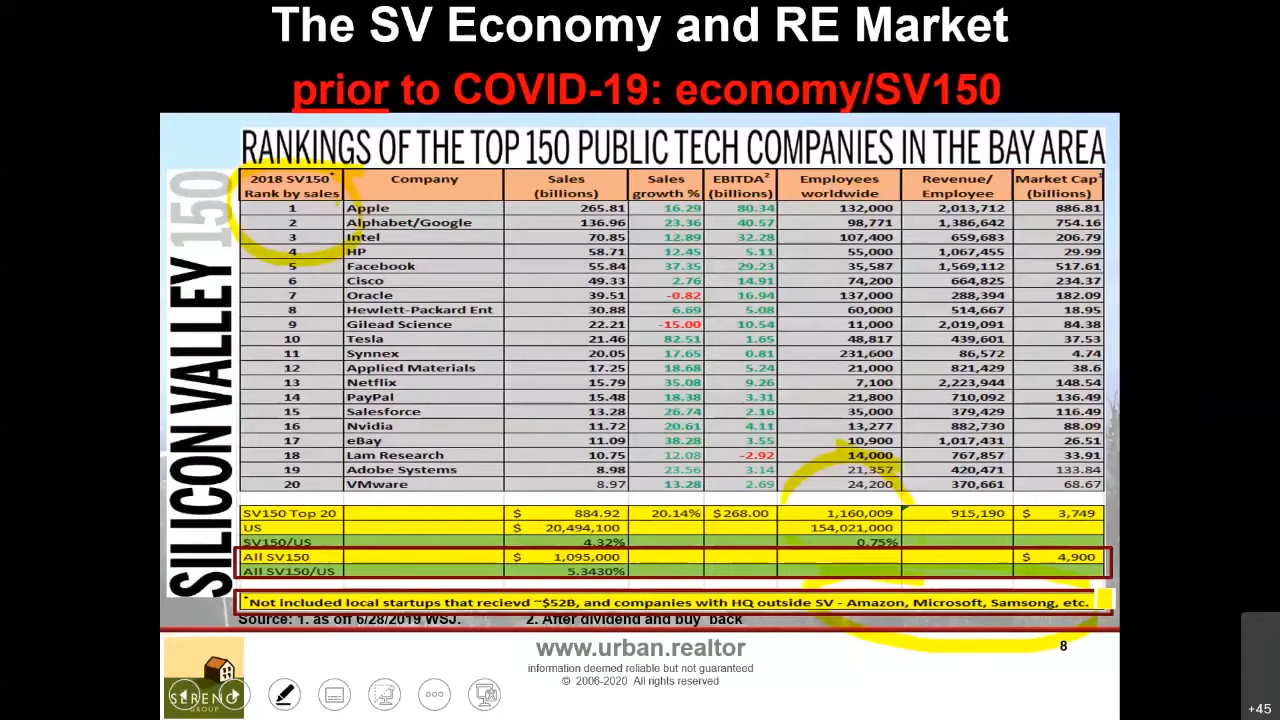 The SV Economy and RE Market
prior to COVID-19: economy/SV150
RANKINGS OF THE TOP 150 PUBLIC TECH COMPANIES IN THE BAY AREA
SILICON VALLEY 150
2018 SV150* Rank by sales Company Sales (billions) Sales growth % EBITDA2 (billions) Employees worldwide Revenue/ Employee Market Cap1 (billions)
1 Apple 265.81 16.29 80.34 132,000 2,013,712 886.81
2 Alphabet/Google 136.96 23.36 40.57 98,771 1,386,642 754.16
3 Intel 70.85 12.89 32.28 107,400 659,683 206.79
4 HP 58.71 12.45 5.11 55,000 1,067,455 29.99
5 Facebook 55.84 37.35 29.23 35,587 1,569,112 517.61
6 Cisco 49.33 2.76 14.91 74,200 664,825 234.37
7 Oracle 39.51 -0.82 16.94 137,000 288,394 182.09
8 Hewlett-Packard Ent 30.88 6.69 5.08 60,000 514,667 18.95
9 Gilead Science 22.21 -15.00 10.54 11,000 2,019,091 84.38
10 Tesla 21.46 82.51 1.65 48,817 439,601 37.53
11 Synnex 20.05 17.65 0.81 231,600 86,572 4.74
12 Applied Materials 17.25 18.68 5.24 21,000 821,429 38.6
13 Netflix 15.79 35.08 9.26 7,100 2,223,944 148.54
14 PayPal 15.48 18.38 3.31 21,800 710,092 136.49
15 Salesforce 13.28 26.74 2.16 35,000 379,429 116.49
16 Nvidia 11.72 20.61 4.11 13,277 882,730 88.09
17 eBay 11.09 38.28 3.55 10,900 1,017,431 26.51
18 Lam Research 10.75 12.08 -2.92 14,000 767,857 33.91
19 Adobe Systems 8.98 23.56 3.14 21,357 420,471 133.84
20 VMware 8.97 13.28 2.69 24,200 370,661 68.67
SV150 Top 20 $ 884.92 20.14% $268.00 1,160,009 915,190 $ 3,749
US $ 20,494,100 154,021,000
SV150/US 4.32% 0.75%
All SV150 $ 1,095,000 $ 4,900
All SV150/US 5.3430%
*Not included local startups that recievd ~$52B, and companies with HQ outside SV - Amazon, Microsoft, Samsong, etc.
Source: 1. as off 6/28/2019 WSJ. 2. After dividend and buy back
www.urban.realtor
8
information deemed reliable but not guaranteed
© 2006-2020 All rights reserved
SERENO
GROUP
+45